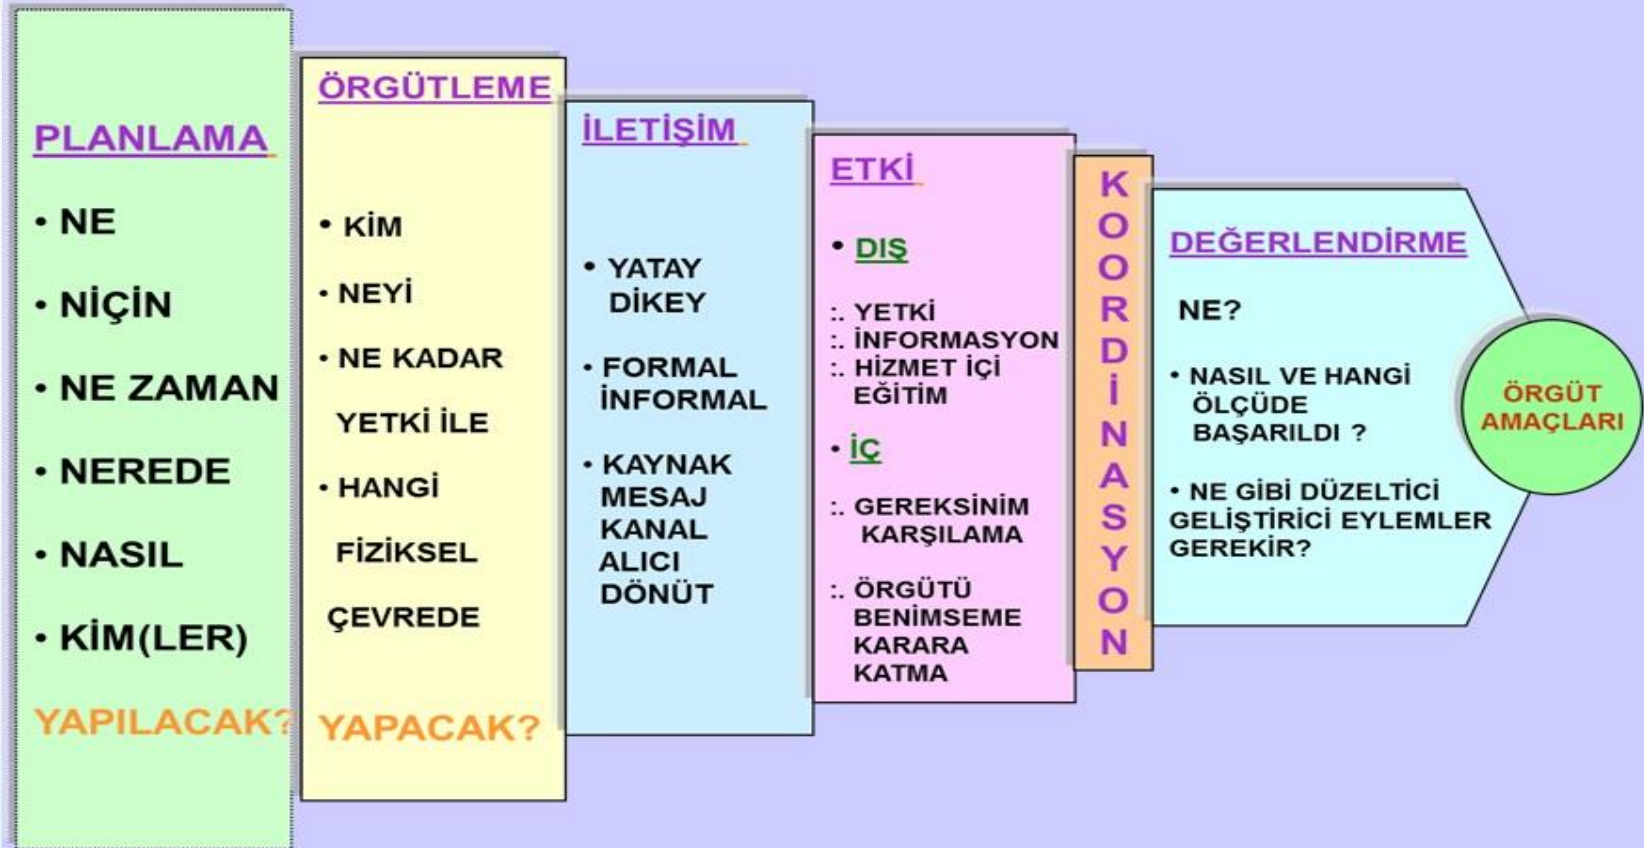 PLANLAMA
• NE
• NİÇİN
• NE ZAMAN
• NEREDE
• NASIL
• KİM(LER)
YAPILACAK?
ÖRGÜTLEME
• KİM
• NEYİ
• NE KADAR
YETKİ İLE
• HANGİ
FİZİKSEL
ÇEVREDE
YAPACAK?
İLETİŞİM
• YATAY
DİKEY
• FORMAL
İNFORMAL
• KAYNAK
MESAJ
KANAL
ALICI
DÖNÜT
ETKİ
• DIŞ
:. YETKİ
:. İNFORMASYON
:. HİZMET İÇİ
EĞİTİM
• İÇ
:. GEREKSİNİM
KARŞILAMA
:. ÖRGÜTÜ
BENİMSEME
KARARA
KATMA
KOORDİNASYON
DEĞERLENDİRME
NE?
• NASIL VE HANGİ
ÖLÇÜDE
BAŞARILDI ?
• NE GİBİ DÜZELTİCİ
GELİŞTİRİCİ EYLEMLER
GEREKİR?
ÖRGÜT
AMAÇLARI